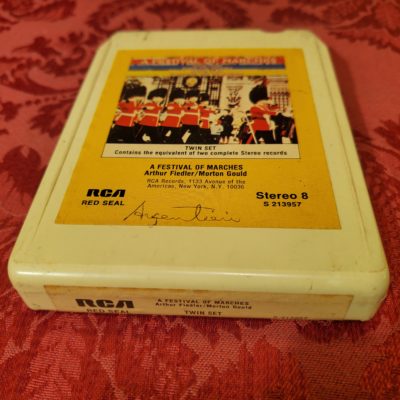 A FESTIVAL OF MARCHES
TWIN SET
Contains the equivalent of two complete Stereo records
A FESTIVAL OF MARCHES
Arthur Fiedler/Morton Gould
RCA Records, 1133 Avenue of the
Americas, New York, N.Y. 10036
RCA
RED SEAL
Stereo 8
S 213957
RCA
RED SEAL
A FESTIVAL OF MARCHES
Arthur Fiedler/Morton Gould
TWIN SET